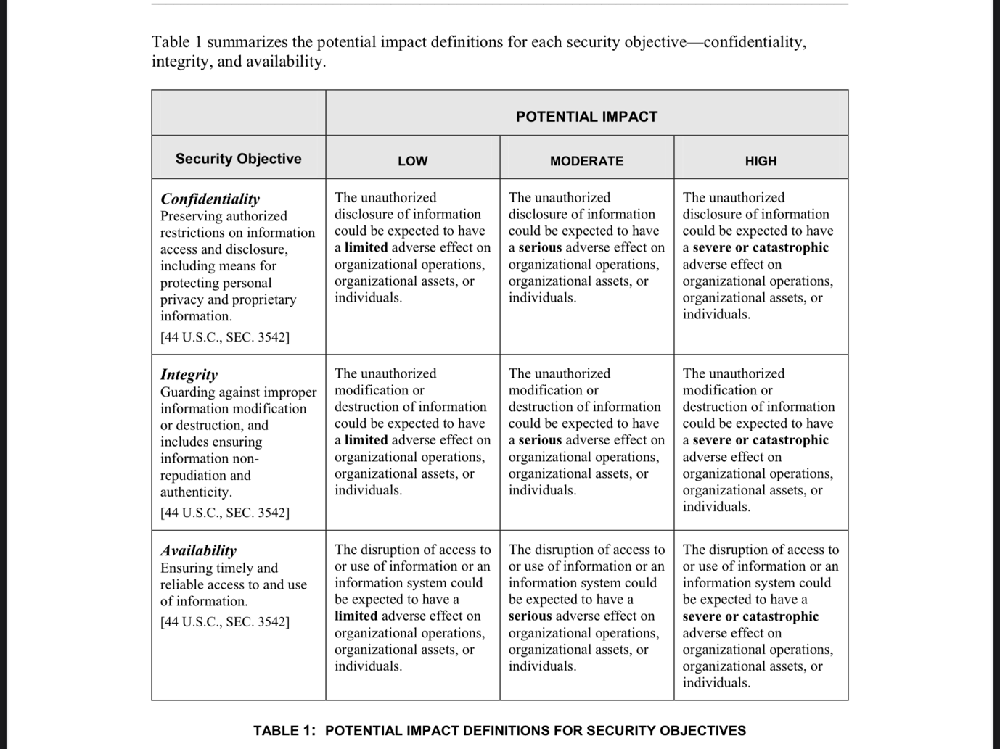 Table 1 summarizes the potential impact definitions for each security objective—confidentiality,
integrity, and availability.
POTENTIAL IMPACT
Security Objective
LOW
MODERATE
HIGH
Confidentiality
Preserving authorized
restrictions on information
access and disclosure,
including means for
protecting personal
privacy and proprietary
information.
[44 U.S.C., SEC. 3542]
The unauthorized
disclosure of information
could be expected to have
a limited adverse effect on
organizational operations,
organizational assets, or
individuals.
The unauthorized
disclosure of information
could be expected to have
a serious adverse effect on
organizational operations,
organizational assets, or
individuals.
The unauthorized
disclosure of information
could be expected to have
a severe or catastrophic
adverse effect on
organizational operations,
organizational assets, or
individuals.
Integrity
Guarding against improper
information modification
or destruction, and
includes ensuring
information non-
repudiation and
authenticity.
[44 U.S.C., SEC. 3542]
The unauthorized
modification or
destruction of information
could be expected to have
a limited adverse effect on
organizational operations,
organizational assets, or
individuals.
The unauthorized
modification or
destruction of information
could be expected to have
a serious adverse effect on
organizational operations,
organizational assets, or
individuals.
The unauthorized
modification or
destruction of information
could be expected to have
a severe or catastrophic
adverse effect on
organizational operations,
organizational assets, or
individuals.
Availability
Ensuring timely and
reliable access to and use
of information.
[44 U.S.C., SEC. 3542]
The disruption of access to
or use of information or an
information system could
be expected to have a
limited adverse effect on
organizational operations,
organizational assets, or
individuals.
The disruption of access to
or use of information or an
information system could
be expected to have a
serious adverse effect on
organizational operations,
organizational assets, or
individuals.
The disruption of access to
or use of information or an
information system could
be expected to have a
severe or catastrophic
adverse effect on
organizational operations,
organizational assets, or
individuals.
TABLE 1: POTENTIAL IMPACT DEFINITIONS FOR SECURITY OBJECTIVES